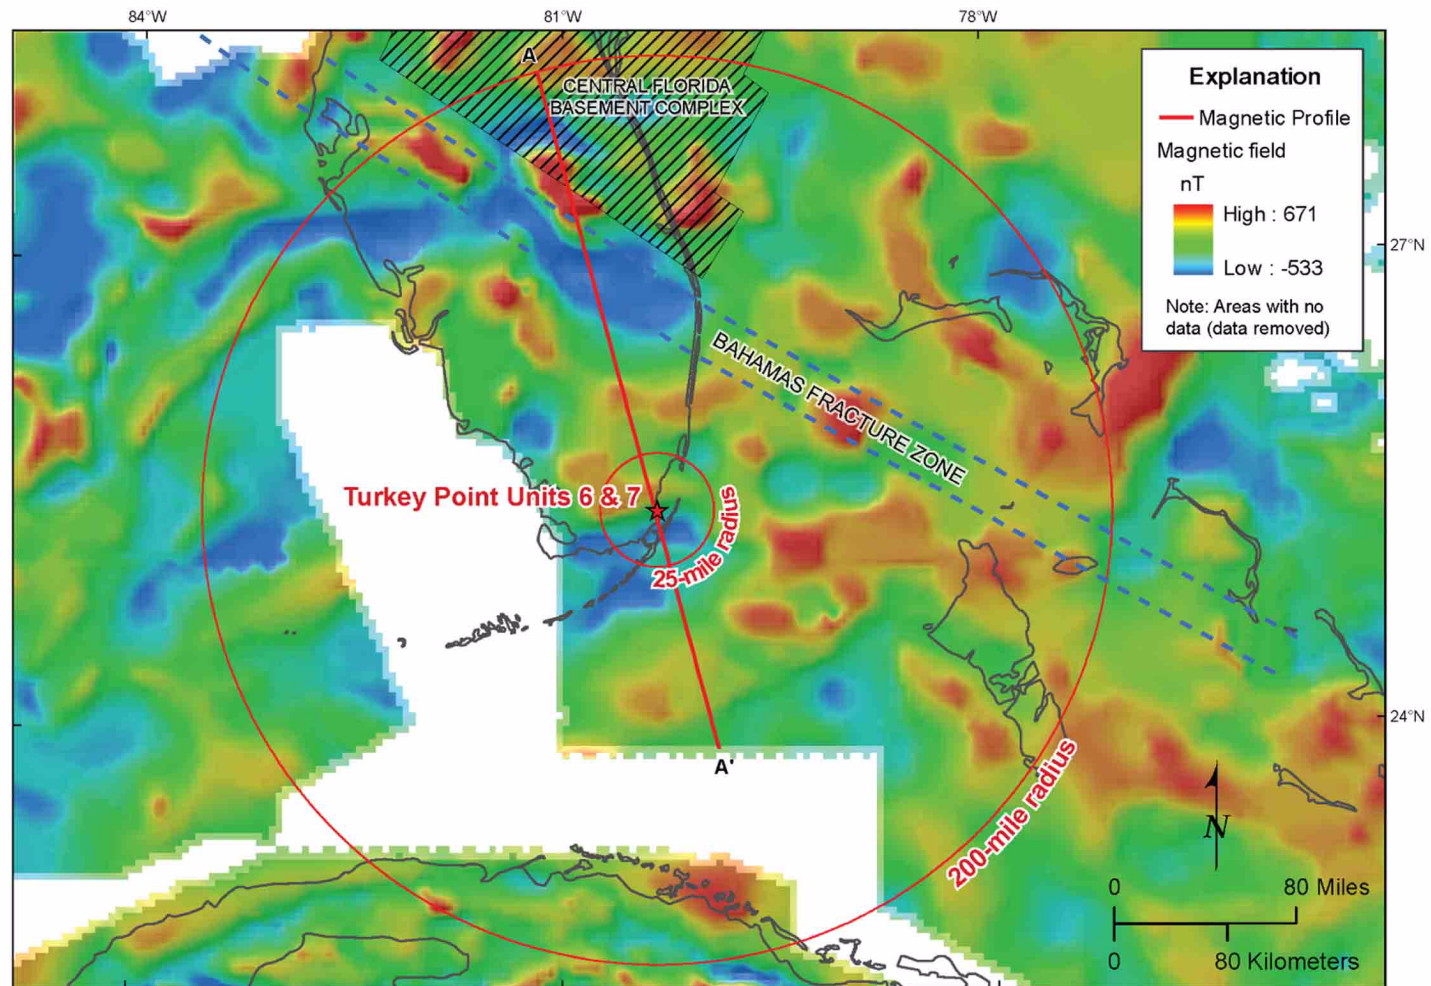 84°W
81°W
78°W
A
CENTRAL FLORIDA
BASEMENT COMPLEX
Explanation
Magnetic Profile
Magnetic field
nT
High : 671
Low : -533
Note: Areas with no
data (data removed)
27°N
BAHAMAS FRACTURE ZONE
Turkey Point Units 6 & 7
25-mile radius
24°N
A'
200-mile radius
N
0 80 Miles
0 80 Kilometers